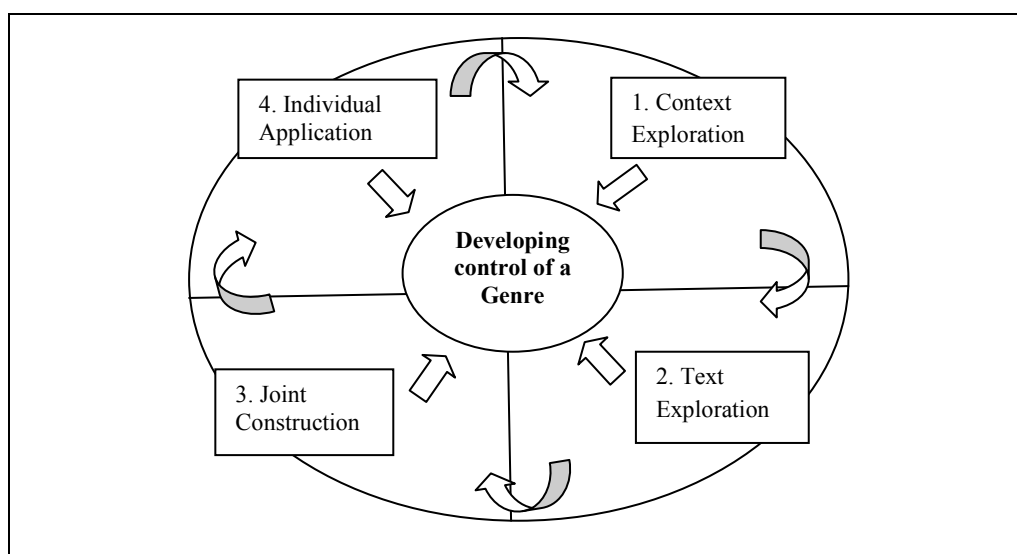 4. Individual
Application
1. Context
Exploration
Developing
control of a
Genre
3. Joint
Construction
2. Text
Exploration